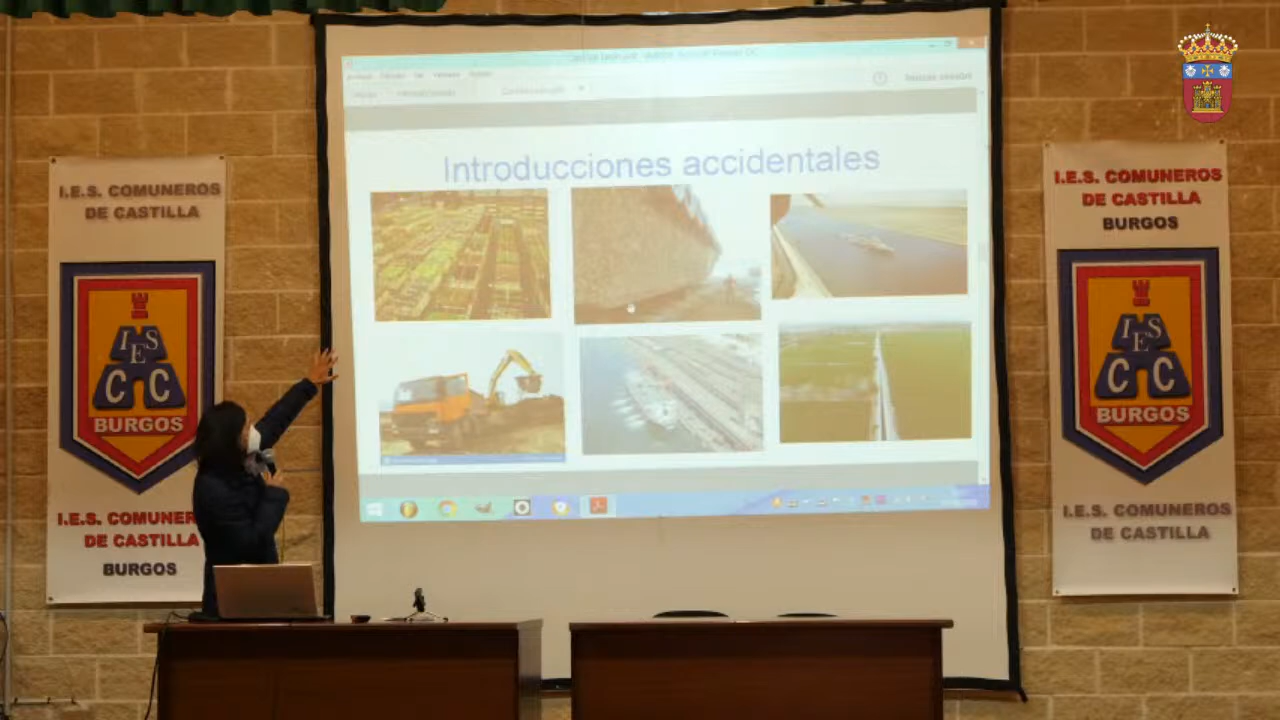 Introducciones accidentales
I.E.S. COMUNEROS
DE CASTILLA
IES
CC
BURGOS
I.E.S. COMUNER
DE CASTILLA
BURGOS
I.E.S. COMUNEROS
DE CASTILLA
BURGOS
IES
CC
BURGOS
I.E.S. COMUNEROS
DE CASTILLA